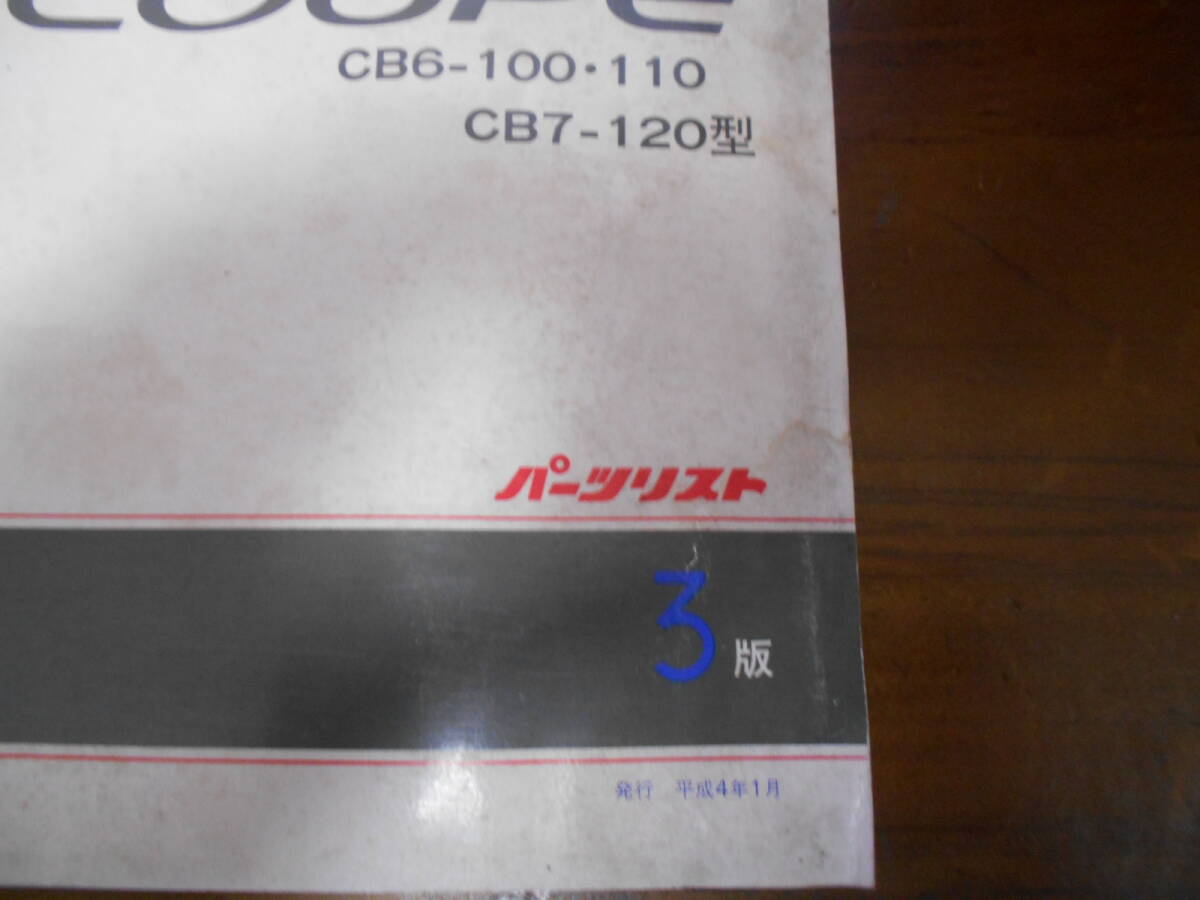 COUPE
CB6-100・110
CB7-120型
パーツリスト
3版
発行 平成4年1月